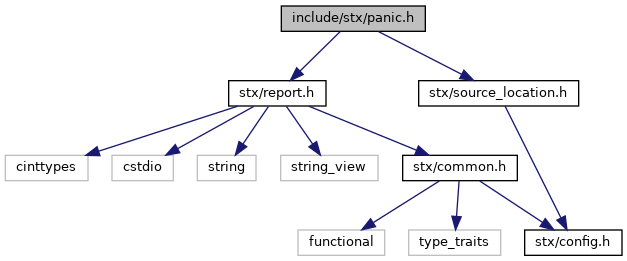 include/stx/panic.h
stx/report.h
stx/source_location.h
cinttypes
cstdio
string
string_view
stx/common.h
functional
type_traits
stx/config.h